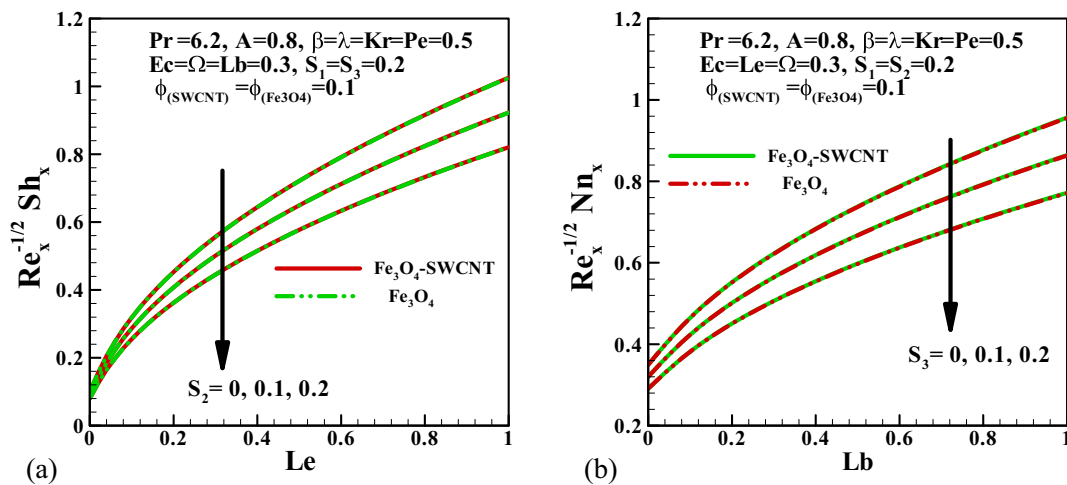 1.2
Pr =6.2, A=0.8, β=λ=Kr=Pe=0.5
Ec=Ω=Lb=0.3, S₁=S₃=0.2
ϕ(SWCNT) =ϕ(Fe3O4)=0.1
1
0.8
0.6
0.4
0.2
0
Reₓ^-1/2 Shₓ
Fe₃O₄-SWCNT
Fe₃O₄
S₂= 0, 0.1, 0.2
0 0.2 0.4 0.6 0.8 1
Le
(a)
1.2
Pr =6.2, A=0.8, β=λ=Kr=Pe=0.5
Ec=Le=Ω=0.3, S₁=S₂=0.2
ϕ(SWCNT) =ϕ(Fe3O4)=0.1
1
0.8
0.6
0.4
0.2
Reₓ^-1/2 Nnₓ
Fe₃O₄-SWCNT
Fe₃O₄
S₃= 0, 0.1, 0.2
0 0.2 0.4 0.6 0.8 1
Lb
(b)